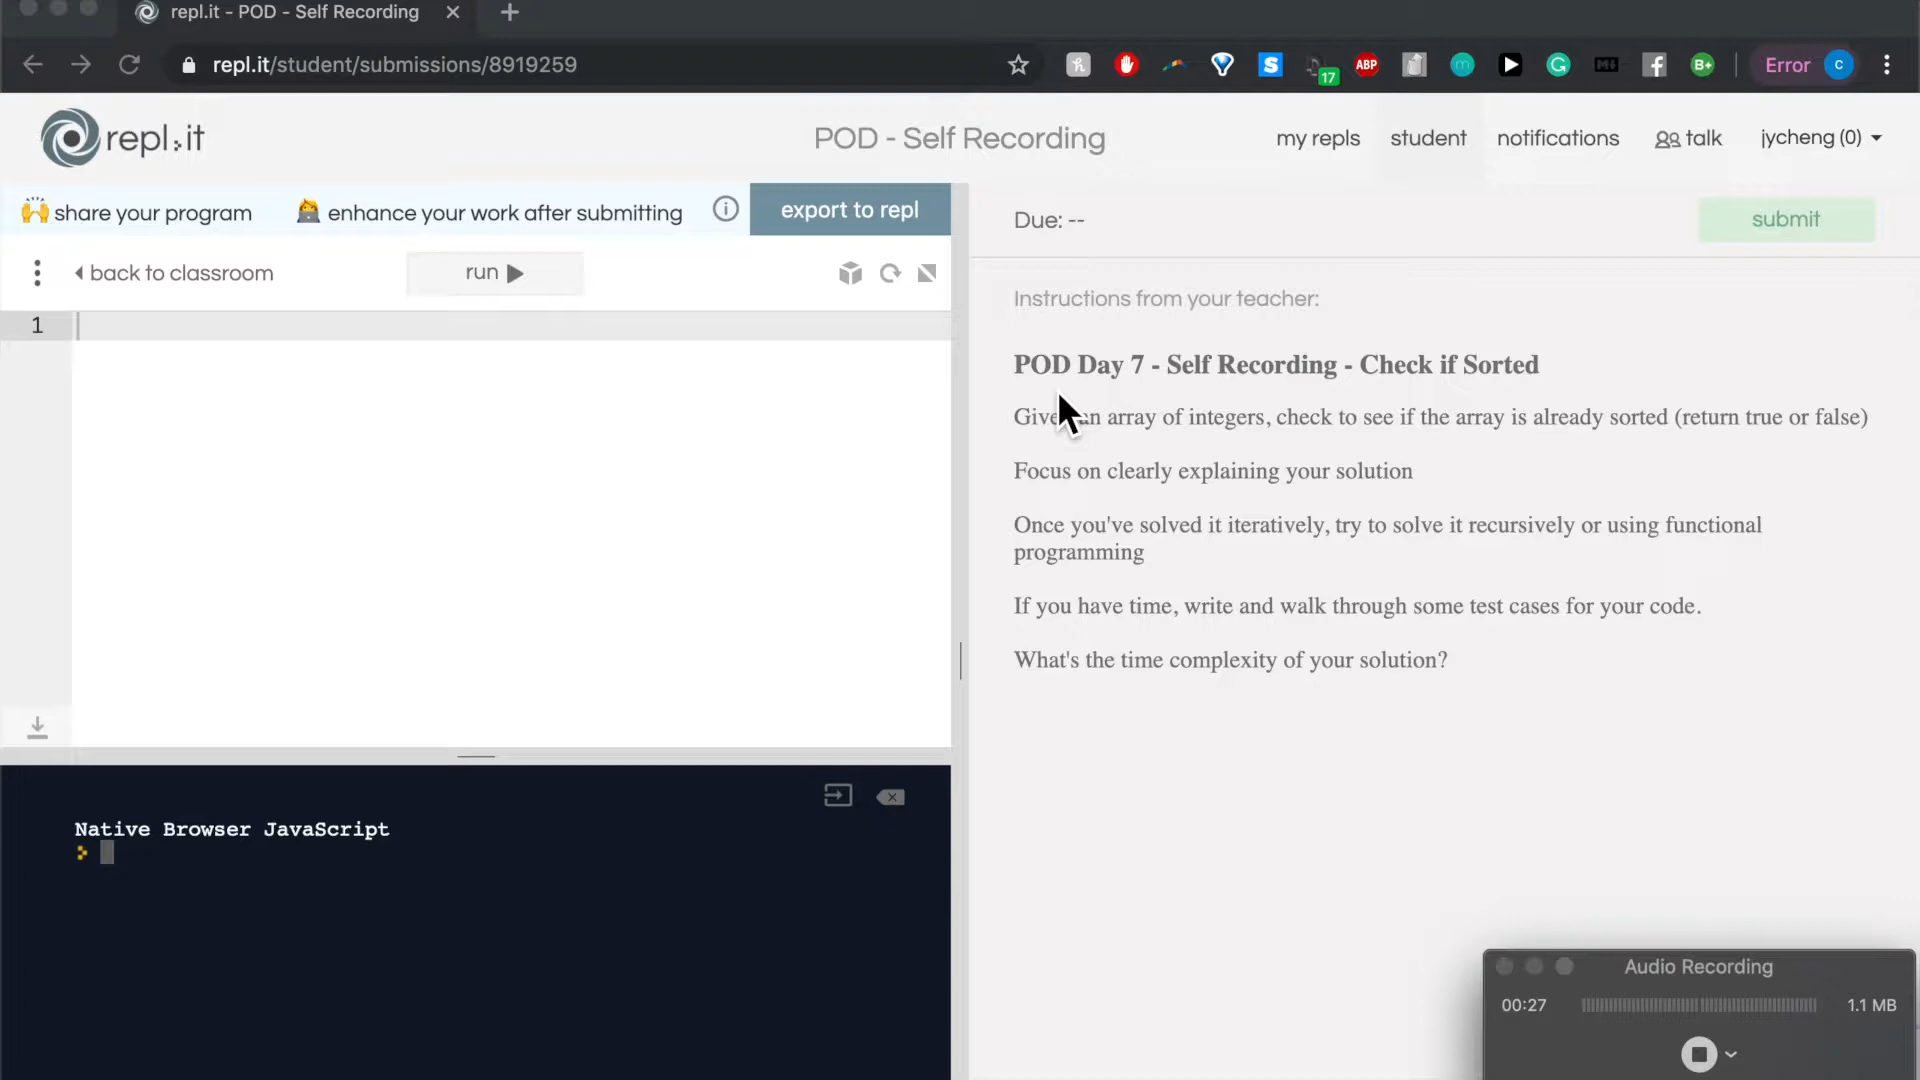 repl.it - POD - Self Recording
repl.it/student/submissions/8919259
17
ABP
Error
C
repl.it
POD - Self Recording
my repls
student
notifications
talk
jycheng (0)
share your program
enhance your work after submitting
export to repl
Due: --
submit
back to classroom
run
Instructions from your teacher:
1
POD Day 7 - Self Recording - Check if Sorted
Given an array of integers, check to see if the array is already sorted (return true or false)
Focus on clearly explaining your solution
Once you've solved it iteratively, try to solve it recursively or using functional
programming
If you have time, write and walk through some test cases for your code.
What's the time complexity of your solution?
Native Browser JavaScript
Audio Recording
00:27
1.1 MB